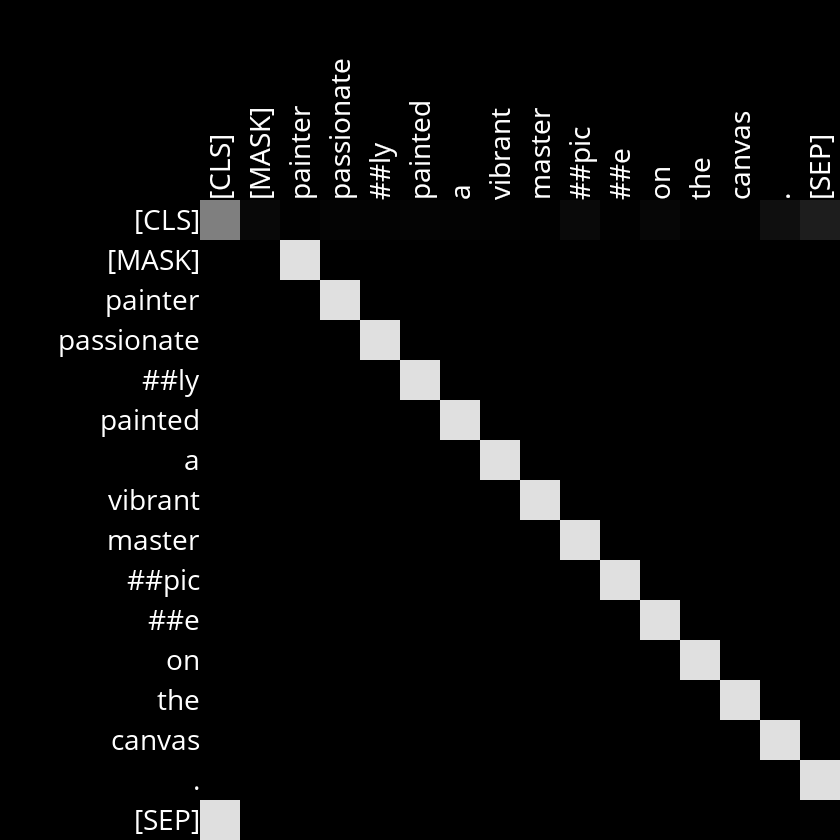 [CLS]
[MASK]
painter
passionate
##ly
painted
a
vibrant
master
##pic
##e
on
the
canvas
.
[SEP]
[CLS]
[MASK]
painter
passionate
##ly
painted
a
vibrant
master
##pic
##e
on
the
canvas
.
[SEP]